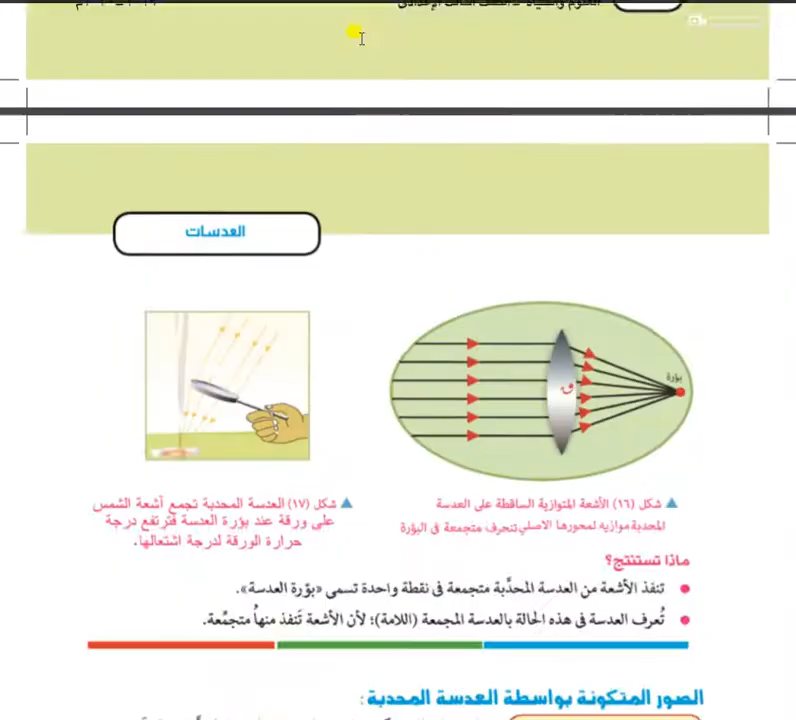 العدسات
بؤرة
ق
شكل (١٦) الأشعة المتوازية الساقطة على العدسة
المحدبة موازيه لمحورها الاصلي تنحرف متجمعة فى البؤرة
شكل (١٧) العدسة المحدبة تجمع أشعة الشمس
على ورقة عند بؤرة العدسة فترتفع درجة
حرارة الورقة لدرجة اشتعالها.
ماذا تستنتج؟
تنفذ الأشعة من العدسة المحدَّبة متجمعة فى نقطة واحدة تسمى «بؤرة العدسة».
تُعرف العدسة فى هذه الحالة بالعدسة المجمعة (اللامة)؛ لأن الأشعة تَنفذ منها متجمِّعة.
الصور المتكونة بواسطة العدسة المحدبة: